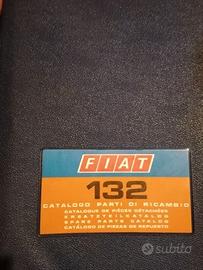 FIAT
132
CATALOGO PARTI DI RICAMBIO
CATALOGUE DE PIÈCES DÉTACHÉES
ERSATZTEILKATALOG
SPARE PARTS CATALOG
CATÁLOGO DE PIEZAS DE REPUESTO
subito